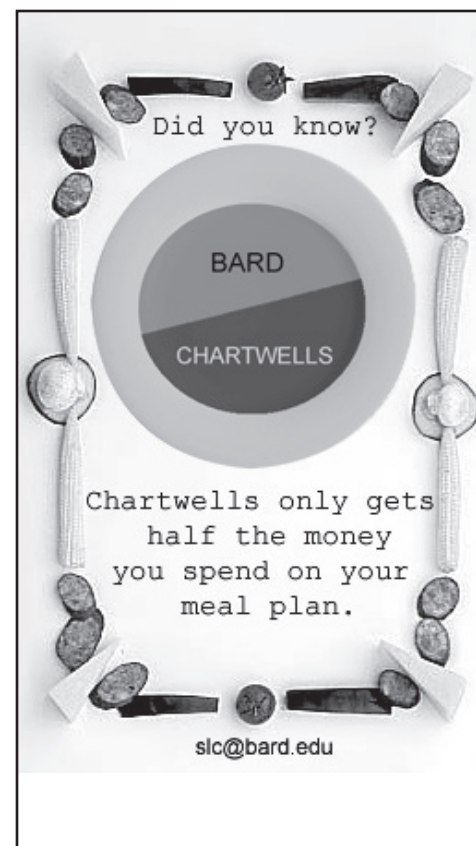 Did you know?
BARD
CHARTWELLS
Chartwells only gets
half the money
you spend on your
meal plan.
slc@bard.edu